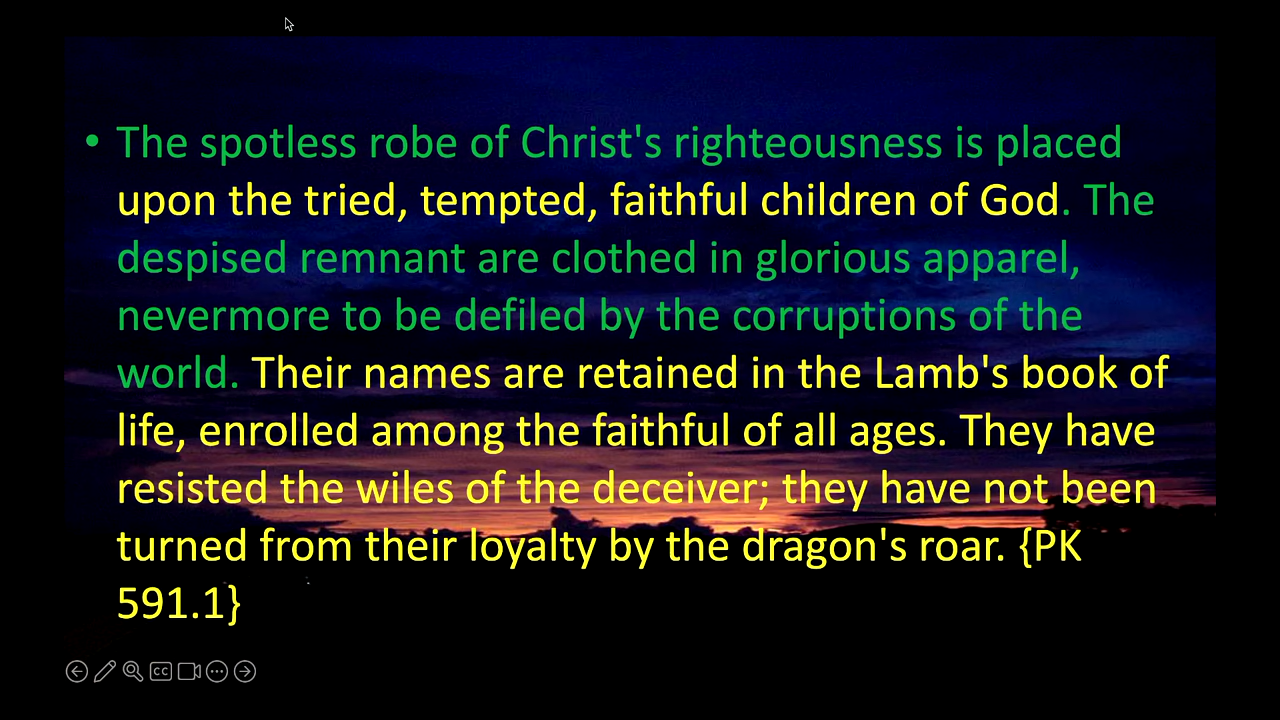 • The spotless robe of Christ's righteousness is placed
upon the tried, tempted, faithful children of God. The
despised remnant are clothed in glorious apparel,
nevermore to be defiled by the corruptions of the
world. Their names are retained in the Lamb's book of
life, enrolled among the faithful of all ages. They have
resisted the wiles of the deceiver; they have not been
turned from their loyalty by the dragon's roar. {PK
591.1}
CC